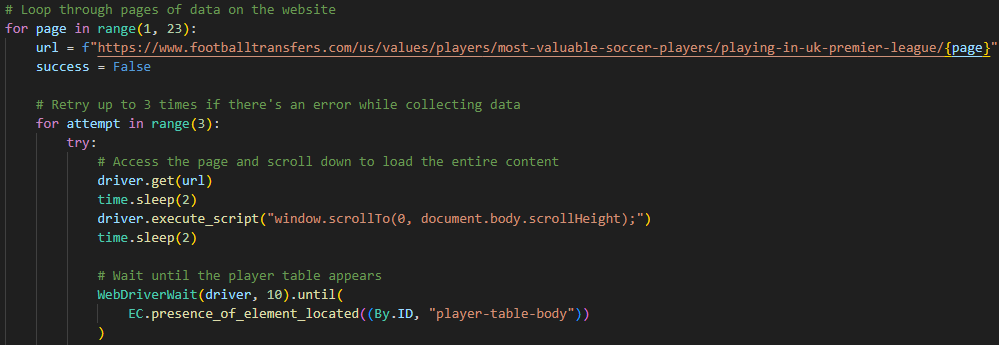 # Loop through pages of data on the website
for page in range(1, 23):
    url = f"https://www.footballtransfers.com/us/values/players/most-valuable-soccer-players/playing-in-uk-premier-league/{page}"
    success = False

    # Retry up to 3 times if there's an error while collecting data
    for attempt in range(3):
        try:
            # Access the page and scroll down to load the entire content
            driver.get(url)
            time.sleep(2)
            driver.execute_script("window.scrollTo(0, document.body.scrollHeight);")
            time.sleep(2)

            # Wait until the player table appears
            WebDriverWait(driver, 10).until(
                EC.presence_of_element_located((By.ID, "player-table-body"))
            )